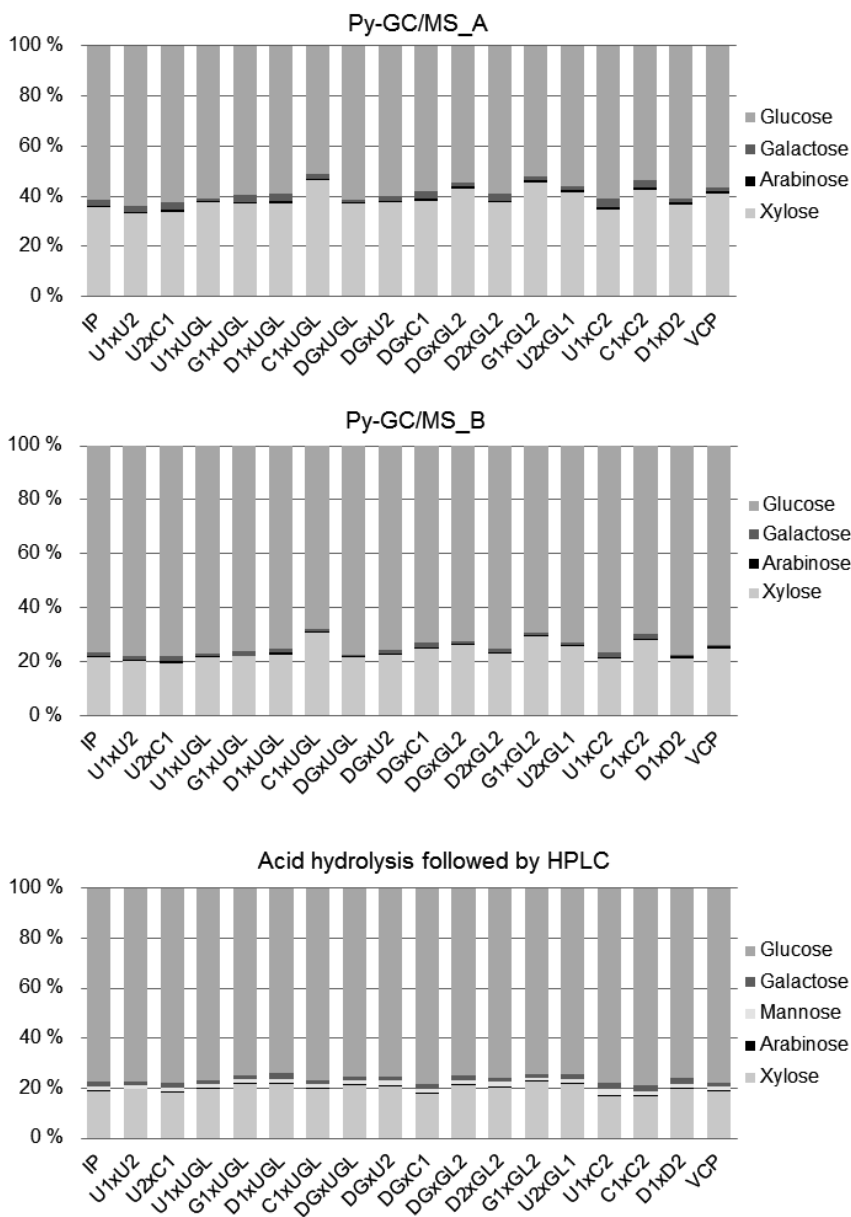 Py-GC/MS_A
100 %
80 %
60 %
40 %
20 %
0 %
Glucose
Galactose
Arabinose
Xylose
IP
U1xU2
U2xC1
U1xUGL
G1xUGL
D1xUGL
C1xUGL
DGxUGL
DGxU2
DGxC1
DGxGL2
D2xGL2
G1xGL2
U2xGL1
U1xC2
C1xC2
D1xD2
VCP
Py-GC/MS_B
100 %
80 %
60 %
40 %
20 %
0 %
Glucose
Galactose
Arabinose
Xylose
IP
U1xU2
U2xC1
U1xUGL
G1xUGL
D1xUGL
C1xUGL
DGxUGL
DGxU2
DGxC1
DGxGL2
D2xGL2
G1xGL2
U2xGL1
U1xC2
C1xC2
D1xD2
VCP
Acid hydrolysis followed by HPLC
100 %
80 %
60 %
40 %
20 %
0 %
Glucose
Galactose
Mannose
Arabinose
Xylose
IP
U1xU2
U2xC1
U1xUGL
G1xUGL
D1xUGL
C1xUGL
DGxUGL
DGxU2
DGxC1
DGxGL2
D2xGL2
G1xGL2
U2xGL1
U1xC2
C1xC2
D1xD2
VCP